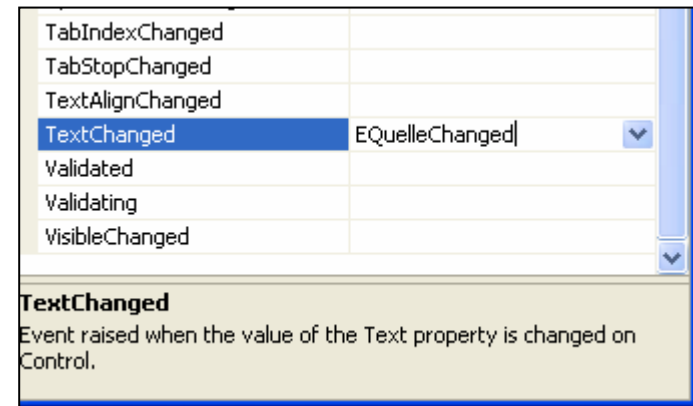 TabIndexChanged
TabStopChanged
TextAlignChanged
TextChanged EQuelleChanged
Validated
Validating
VisibleChanged
TextChanged
Event raised when the value of the Text property is changed on
Control.